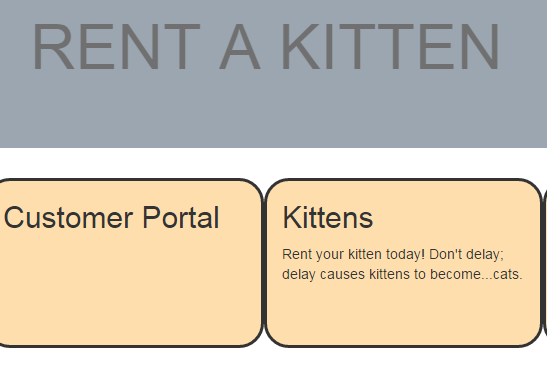 RENT A KITTEN
Customer Portal
Kittens
Rent your kitten today! Don't delay;
delay causes kittens to become...cats.